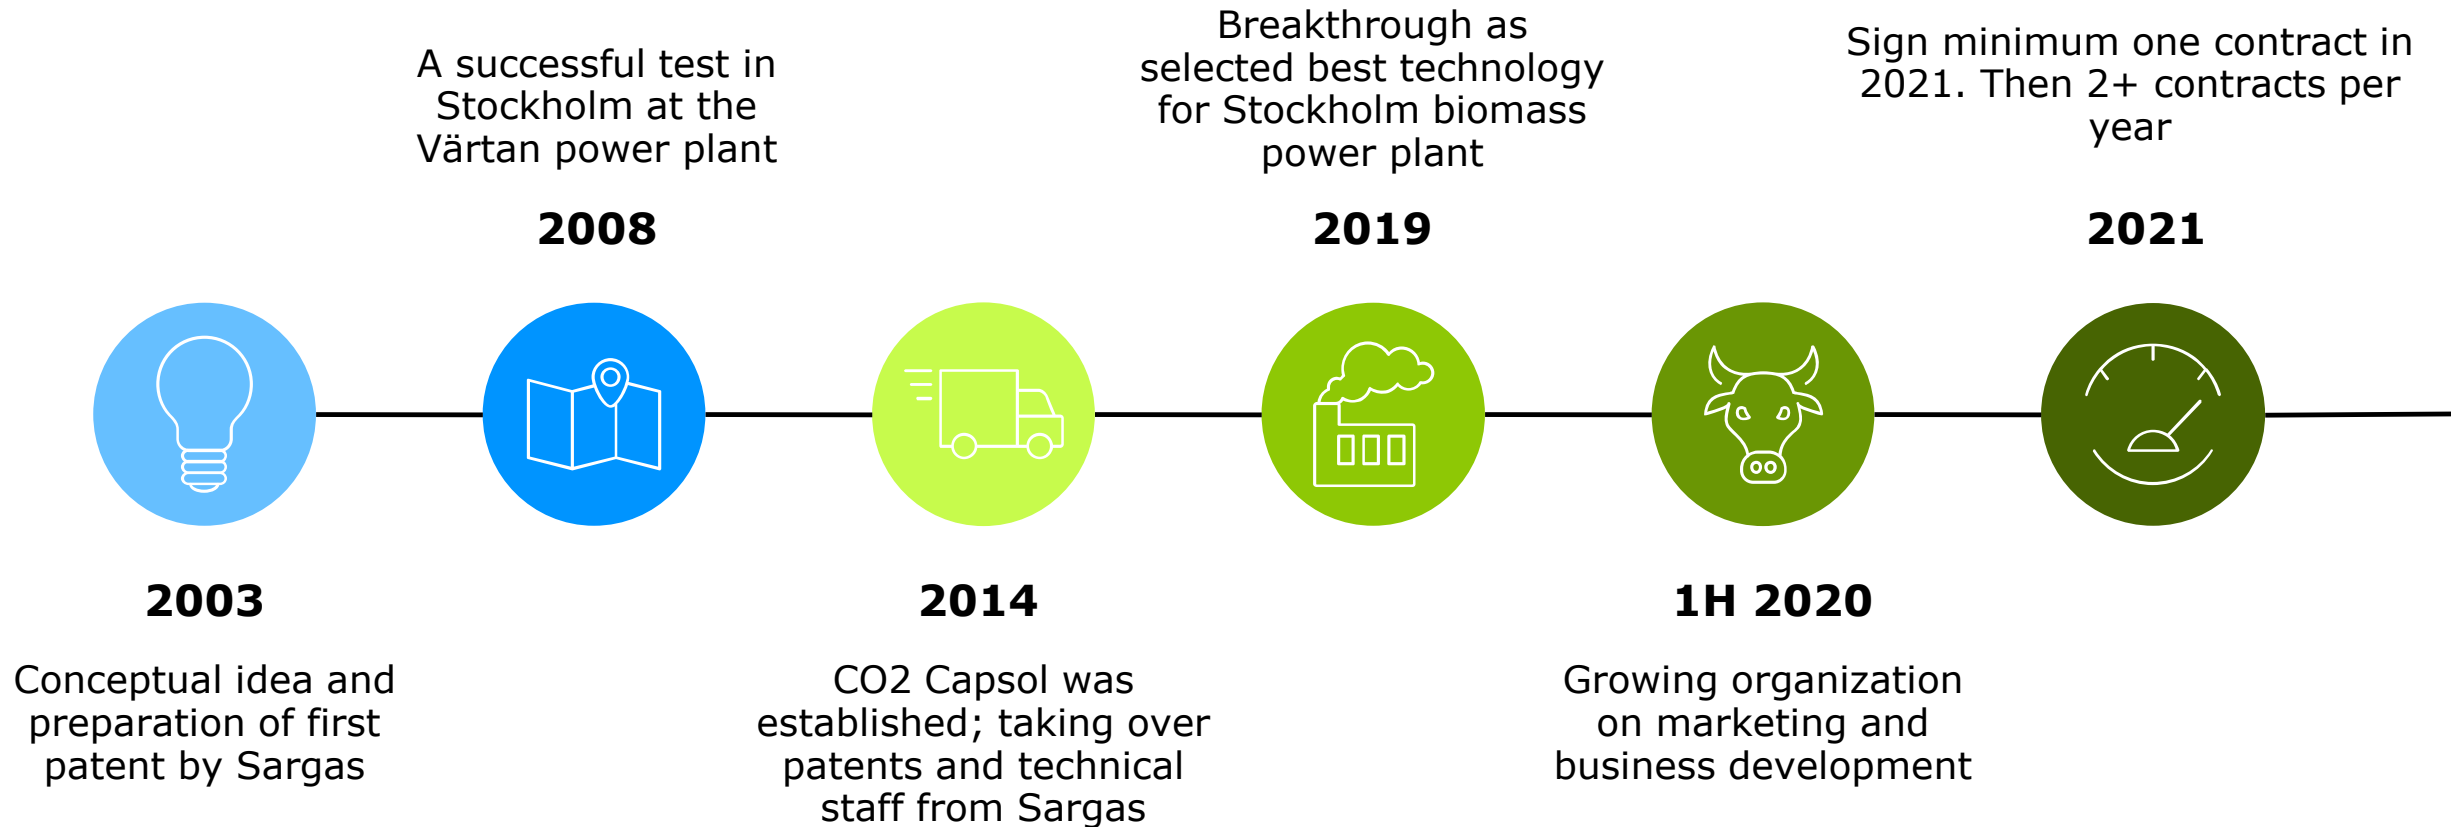 A successful test in
Stockholm at the
Värtan power plant
2008
Breakthrough as
selected best technology
for Stockholm biomass
power plant
2019
Sign minimum one contract in
2021. Then 2+ contracts per
year
2021
2003
Conceptual idea and
preparation of first
patent by Sargas
2014
CO2 Capsol was
established; taking over
patents and technical
staff from Sargas
1H 2020
Growing organization
on marketing and
business development